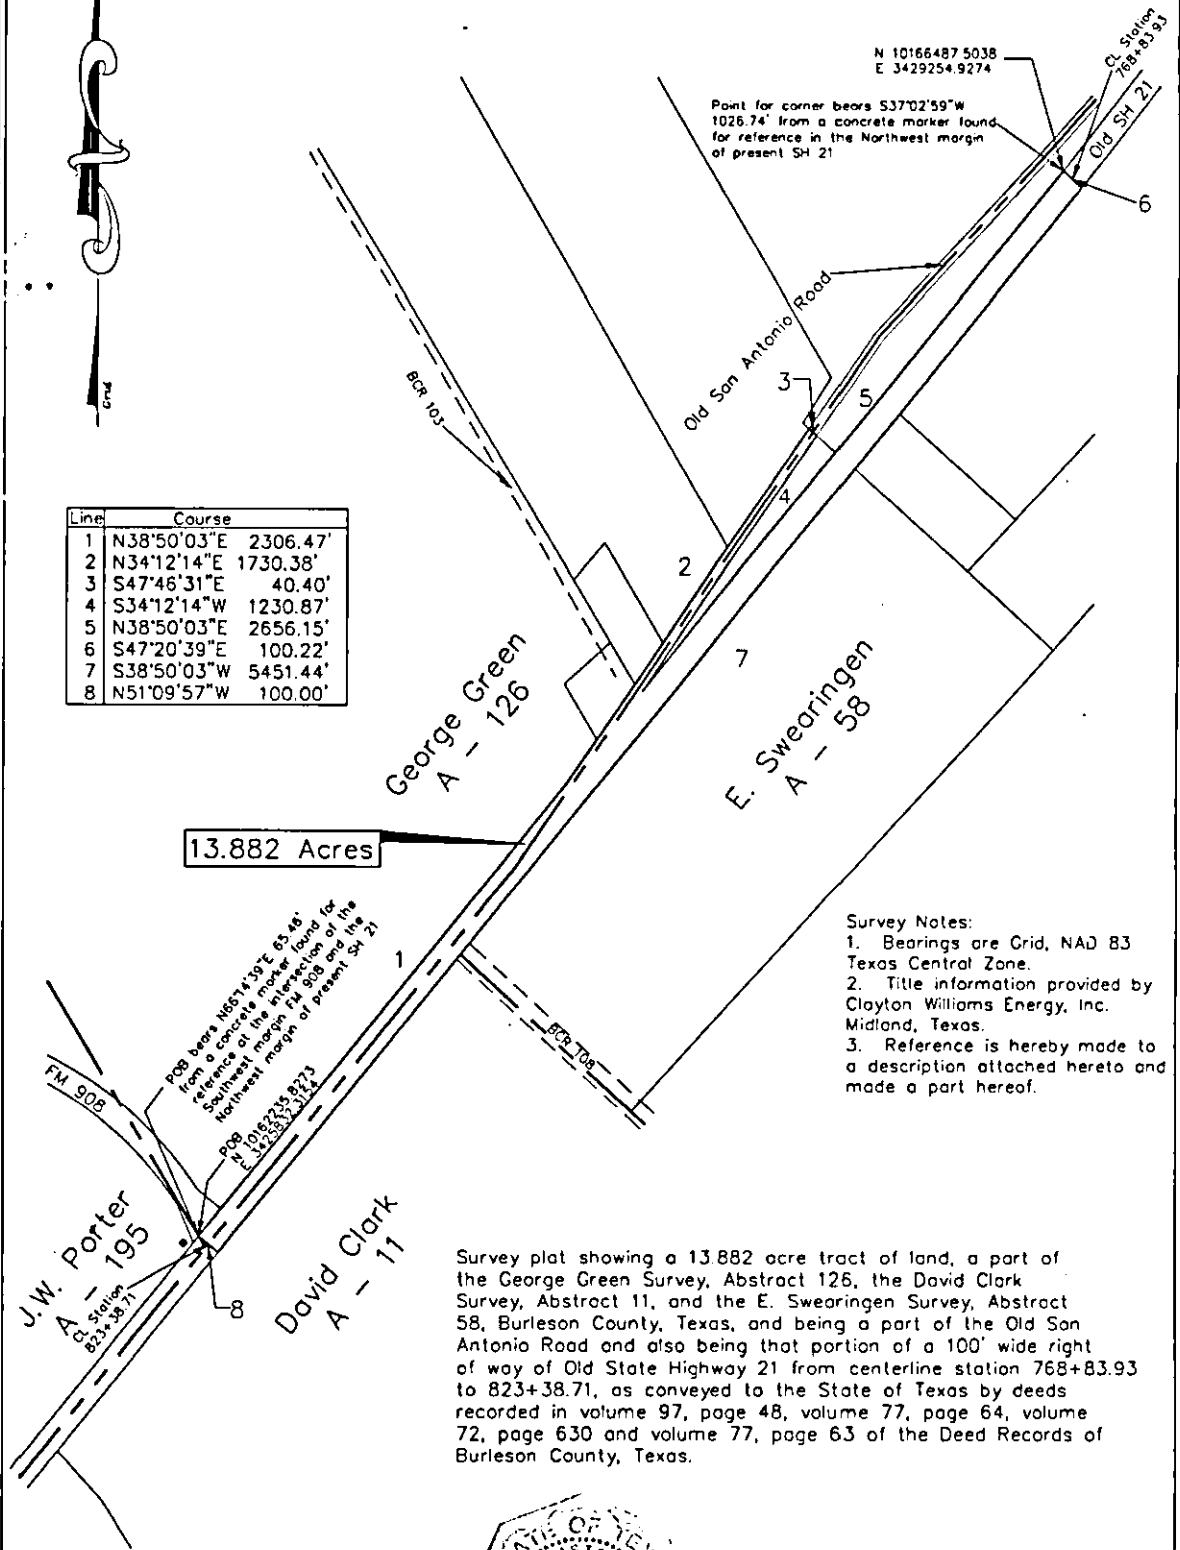 N 10166487.5038
E 3429254.9274
CL Station
768+83.93
Point for corner bears S37°02'59"W
1026.74' from a concrete marker found
for reference in the Northwest margin
of present SH 21
Old SH 21
6
Old San Antonio Road
3
5
BCR 103
4
2
Grid
Line Course
1 N38°50'03"E 2306.47'
2 N34°12'14"E 1730.38'
3 S47°46'31"E 40.40'
4 S34°12'14"W 1230.87'
5 N38°50'03"E 2656.15'
6 S47°20'39"E 100.22'
7 S38°50'03"W 5451.44'
8 N51°09'57"W 100.00'
7
George Green
A - 126
E. Swearingen
A - 58
13.882 Acres
POB bears N66°14'39"E 65.46'
from a concrete marker found for
reference at the intersection of the
Southwest margin FM 908 and the
Northwest margin of present SH 21
1
Survey Notes:
1. Bearings are Grid, NAD 83
Texas Central Zone.
2. Title information provided by
Clayton Williams Energy, Inc.
Midland, Texas.
3. Reference is hereby made to
a description attached hereto and
made a part hereof.
BCR 108
FM 908
POB
N 10162235.8273
E 3425832.3154
J.W. Porter
A - 195
CL Station
823+38.71
8
David Clark
A - 11
Survey plat showing a 13.882 acre tract of land, a part of
the George Green Survey, Abstract 126, the David Clark
Survey, Abstract 11, and the E. Swearingen Survey, Abstract
58, Burleson County, Texas, and being a part of the Old San
Antonio Road and also being that portion of a 100' wide right
of way of Old State Highway 21 from centerline station 768+83.93
to 823+38.71, as conveyed to the State of Texas by deeds
recorded in volume 97, page 48, volume 77, page 64, volume
72, page 630 and volume 77, page 63 of the Deed Records of
Burleson County, Texas.